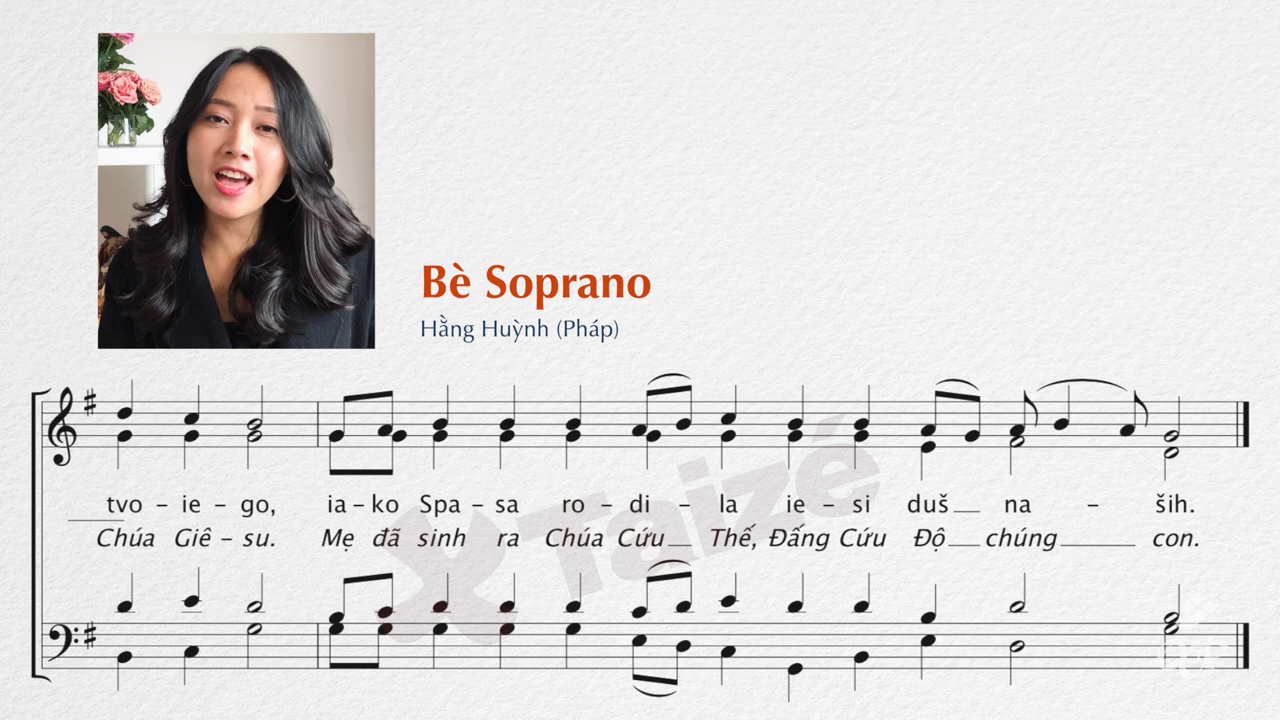 Bè Soprano
Hằng Huỳnh (Pháp)
Taizé
tvo – ie – go, ia – ko Spa – sa ro – di – la ie – si duš na – ših.
Chúa Giê – su. Mẹ đã sinh ra Chúa Cứu Thế, Đấng Cứu Độ chúng con.